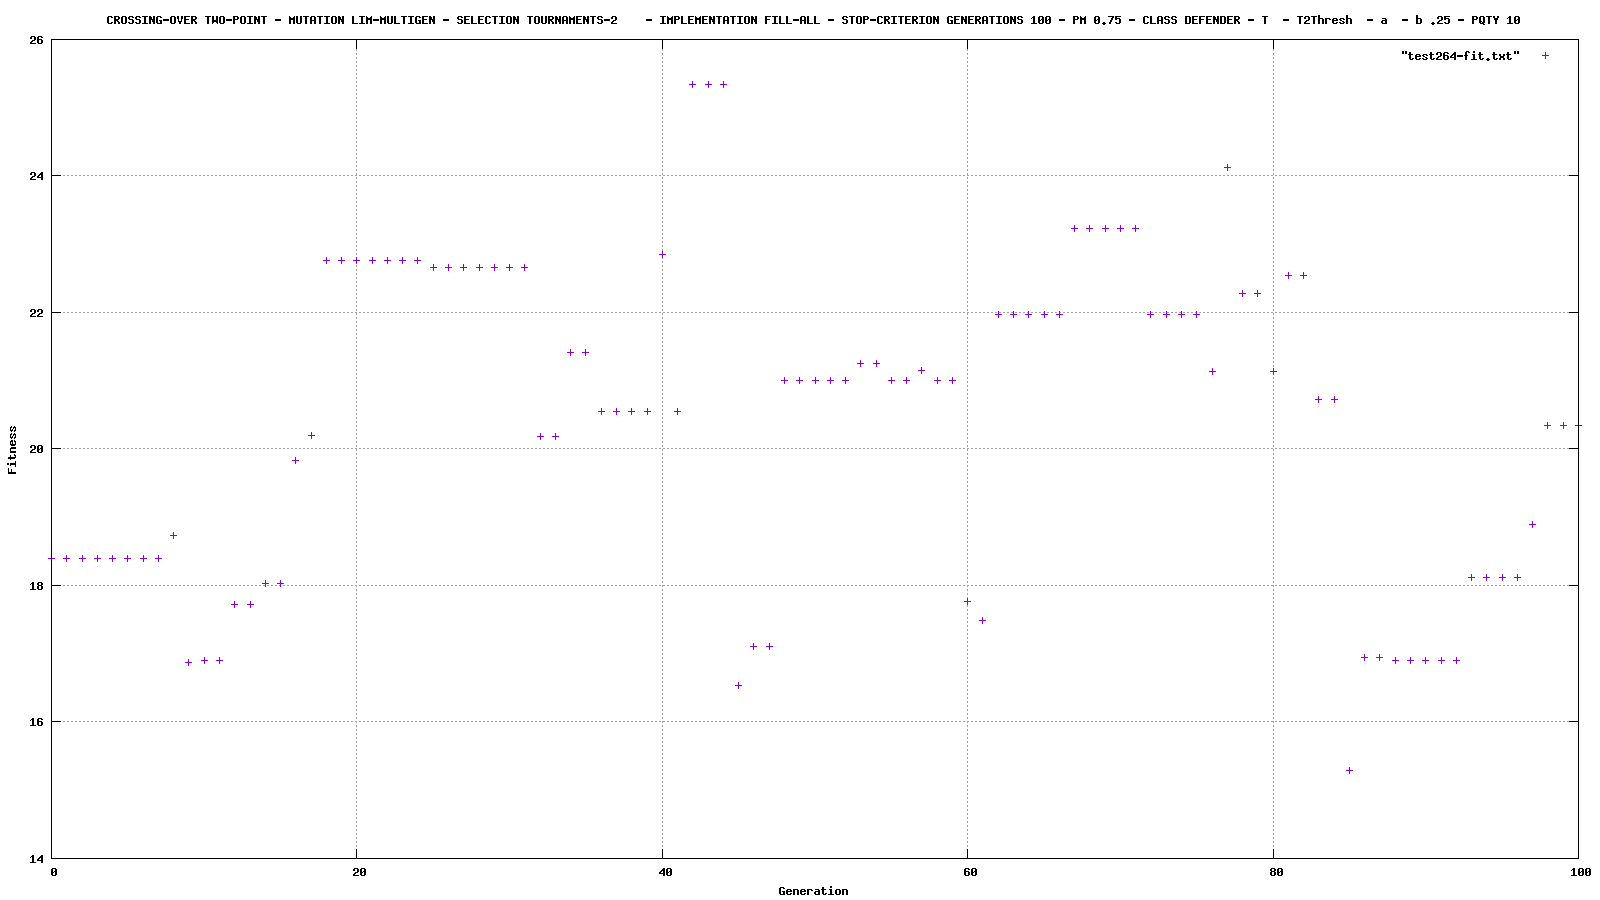 CROSSING-OVER TWO-POINT - MUTATION LIM-MULTIGEN - SELECTION TOURNAMENTS-2    - IMPLEMENTATION FILL-ALL - STOP-CRITERION GENERATIONS 100 - PM 0.75 - CLASS DEFENDER - T  - T2Thresh  - a  - b .25 - PQTY 10
"test264-fit.txt"
26
24
22
20
18
16
14
Fitness
0 20 40 60 80 100
Generation